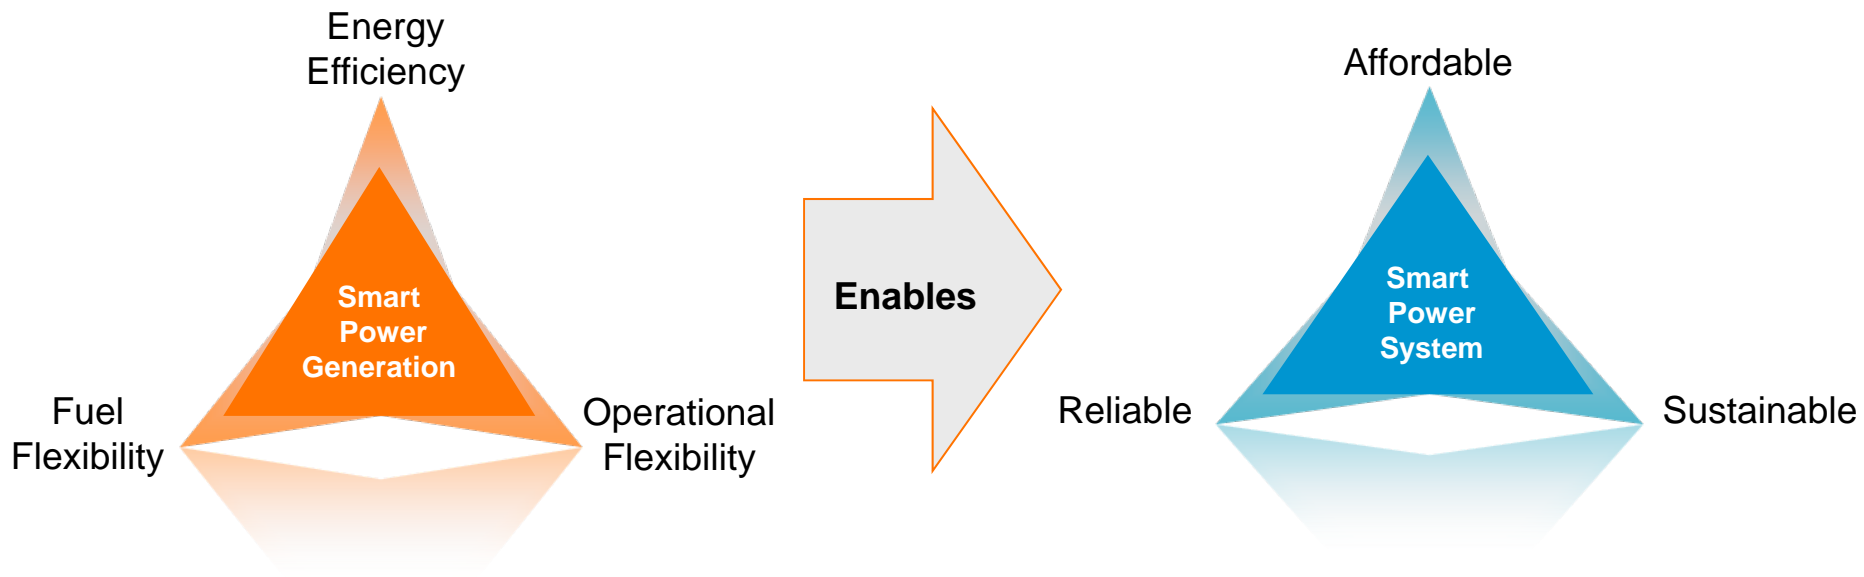 Energy
Efficiency
Smart
Power
Generation
Fuel
Flexibility
Operational
Flexibility
Enables
Affordable
Smart
Power
System
Reliable
Sustainable